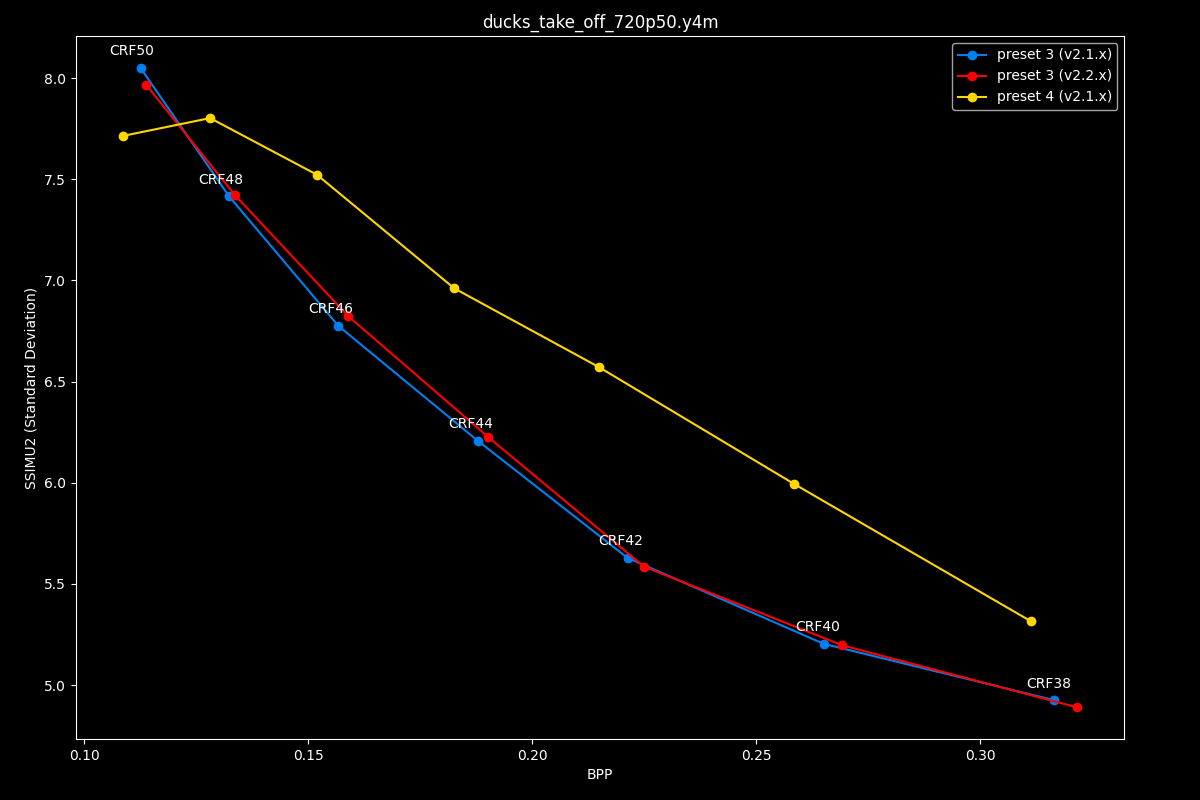 ducks_take_off_720p50.y4m
preset 3 (v2.1.x)
preset 3 (v2.2.x)
preset 4 (v2.1.x)
CRF50
CRF48
CRF46
CRF44
CRF42
CRF40
CRF38
SSIMU2 (Standard Deviation)
8.0
7.5
7.0
6.5
6.0
5.5
5.0
0.10
0.15
0.20
0.25
0.30
BPP